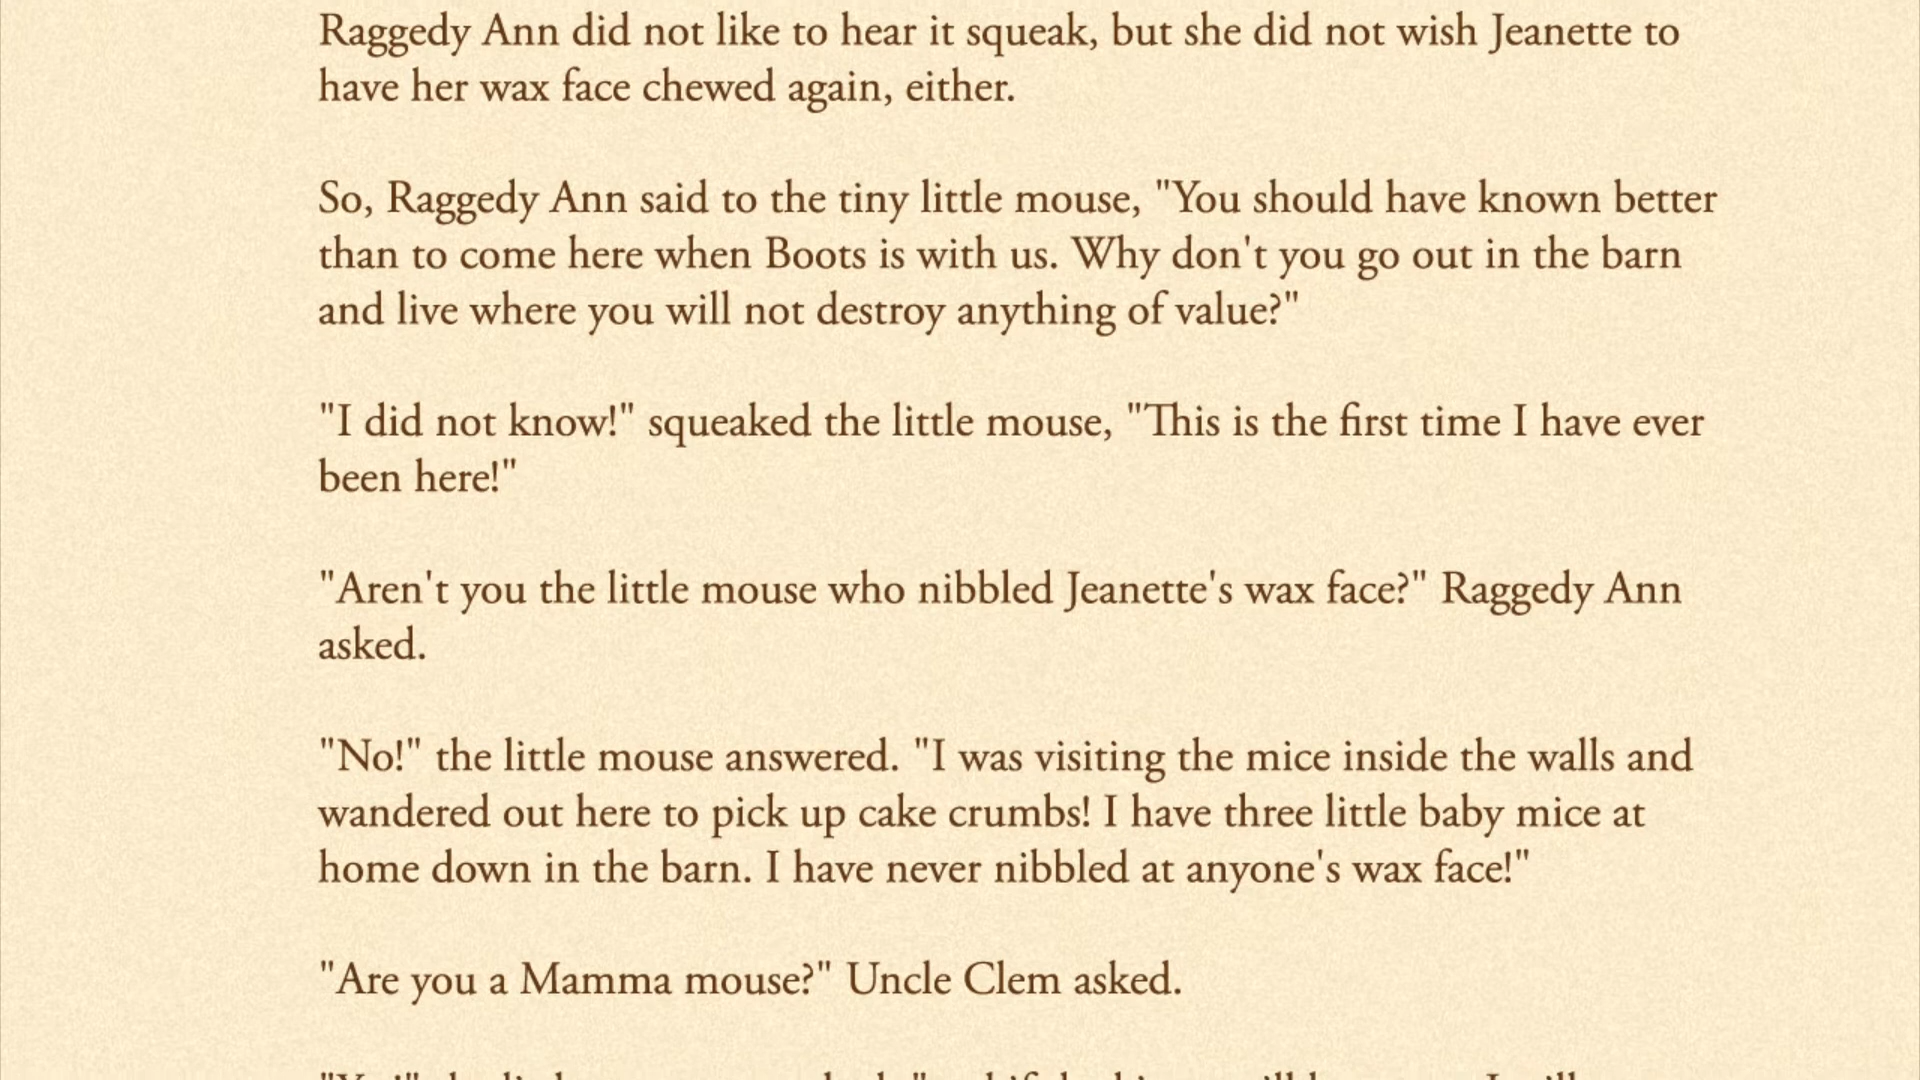 Raggedy Ann did not like to hear it squeak, but she did not wish Jeanette to
have her wax face chewed again, either.
So, Raggedy Ann said to the tiny little mouse, "You should have known better
than to come here when Boots is with us. Why don't you go out in the barn
and live where you will not destroy anything of value?"
"I did not know!" squeaked the little mouse, "This is the first time I have ever
been here!"
"Aren't you the little mouse who nibbled Jeanette's wax face?" Raggedy Ann
asked.
"No!" the little mouse answered. "I was visiting the mice inside the walls and
wandered out here to pick up cake crumbs! I have three little baby mice at
home down in the barn. I have never nibbled at anyone's wax face!"
"Are you a Mamma mouse?" Uncle Clem asked.